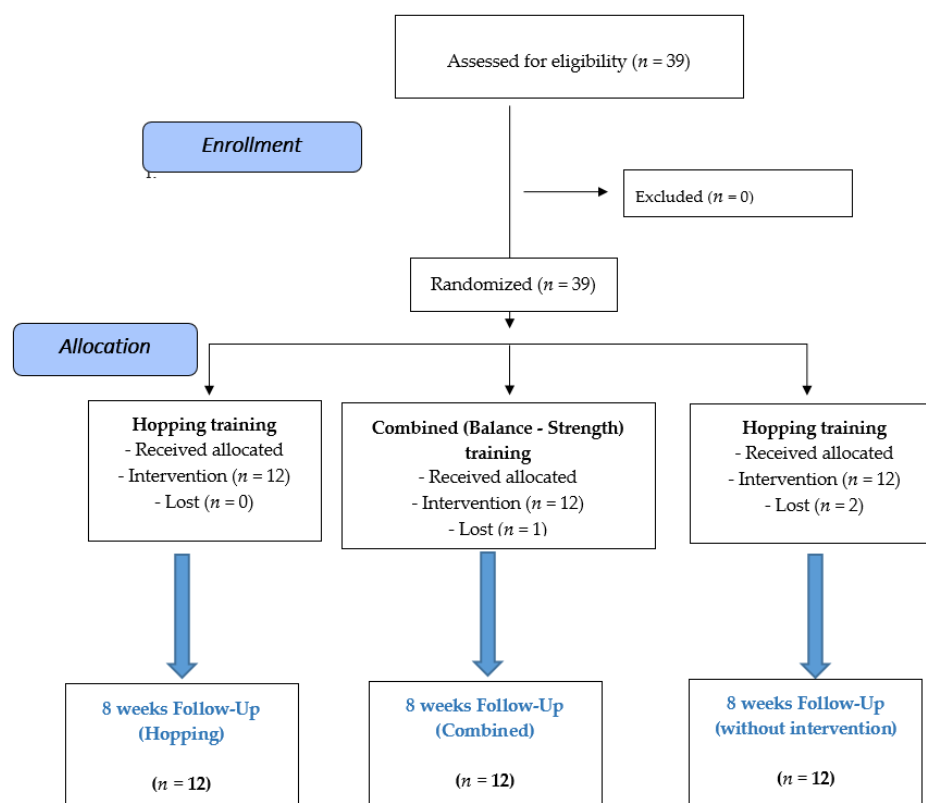 Assessed for eligibility (n = 39)
Enrollment
Excluded (n = 0)
Randomized (n = 39)
Allocation
Hopping training
- Received allocated
- Intervention (n = 12)
- Lost (n = 0)
Combined (Balance - Strength)
training
- Received allocated
- Intervention (n = 12)
- Lost (n = 1)
Hopping training
- Received allocated
- Intervention (n = 12)
- Lost (n = 2)
8 weeks Follow-Up
(Hopping)
(n = 12)
8 weeks Follow-Up
(Combined)
(n = 12)
8 weeks Follow-Up
(without intervention)
(n = 12)